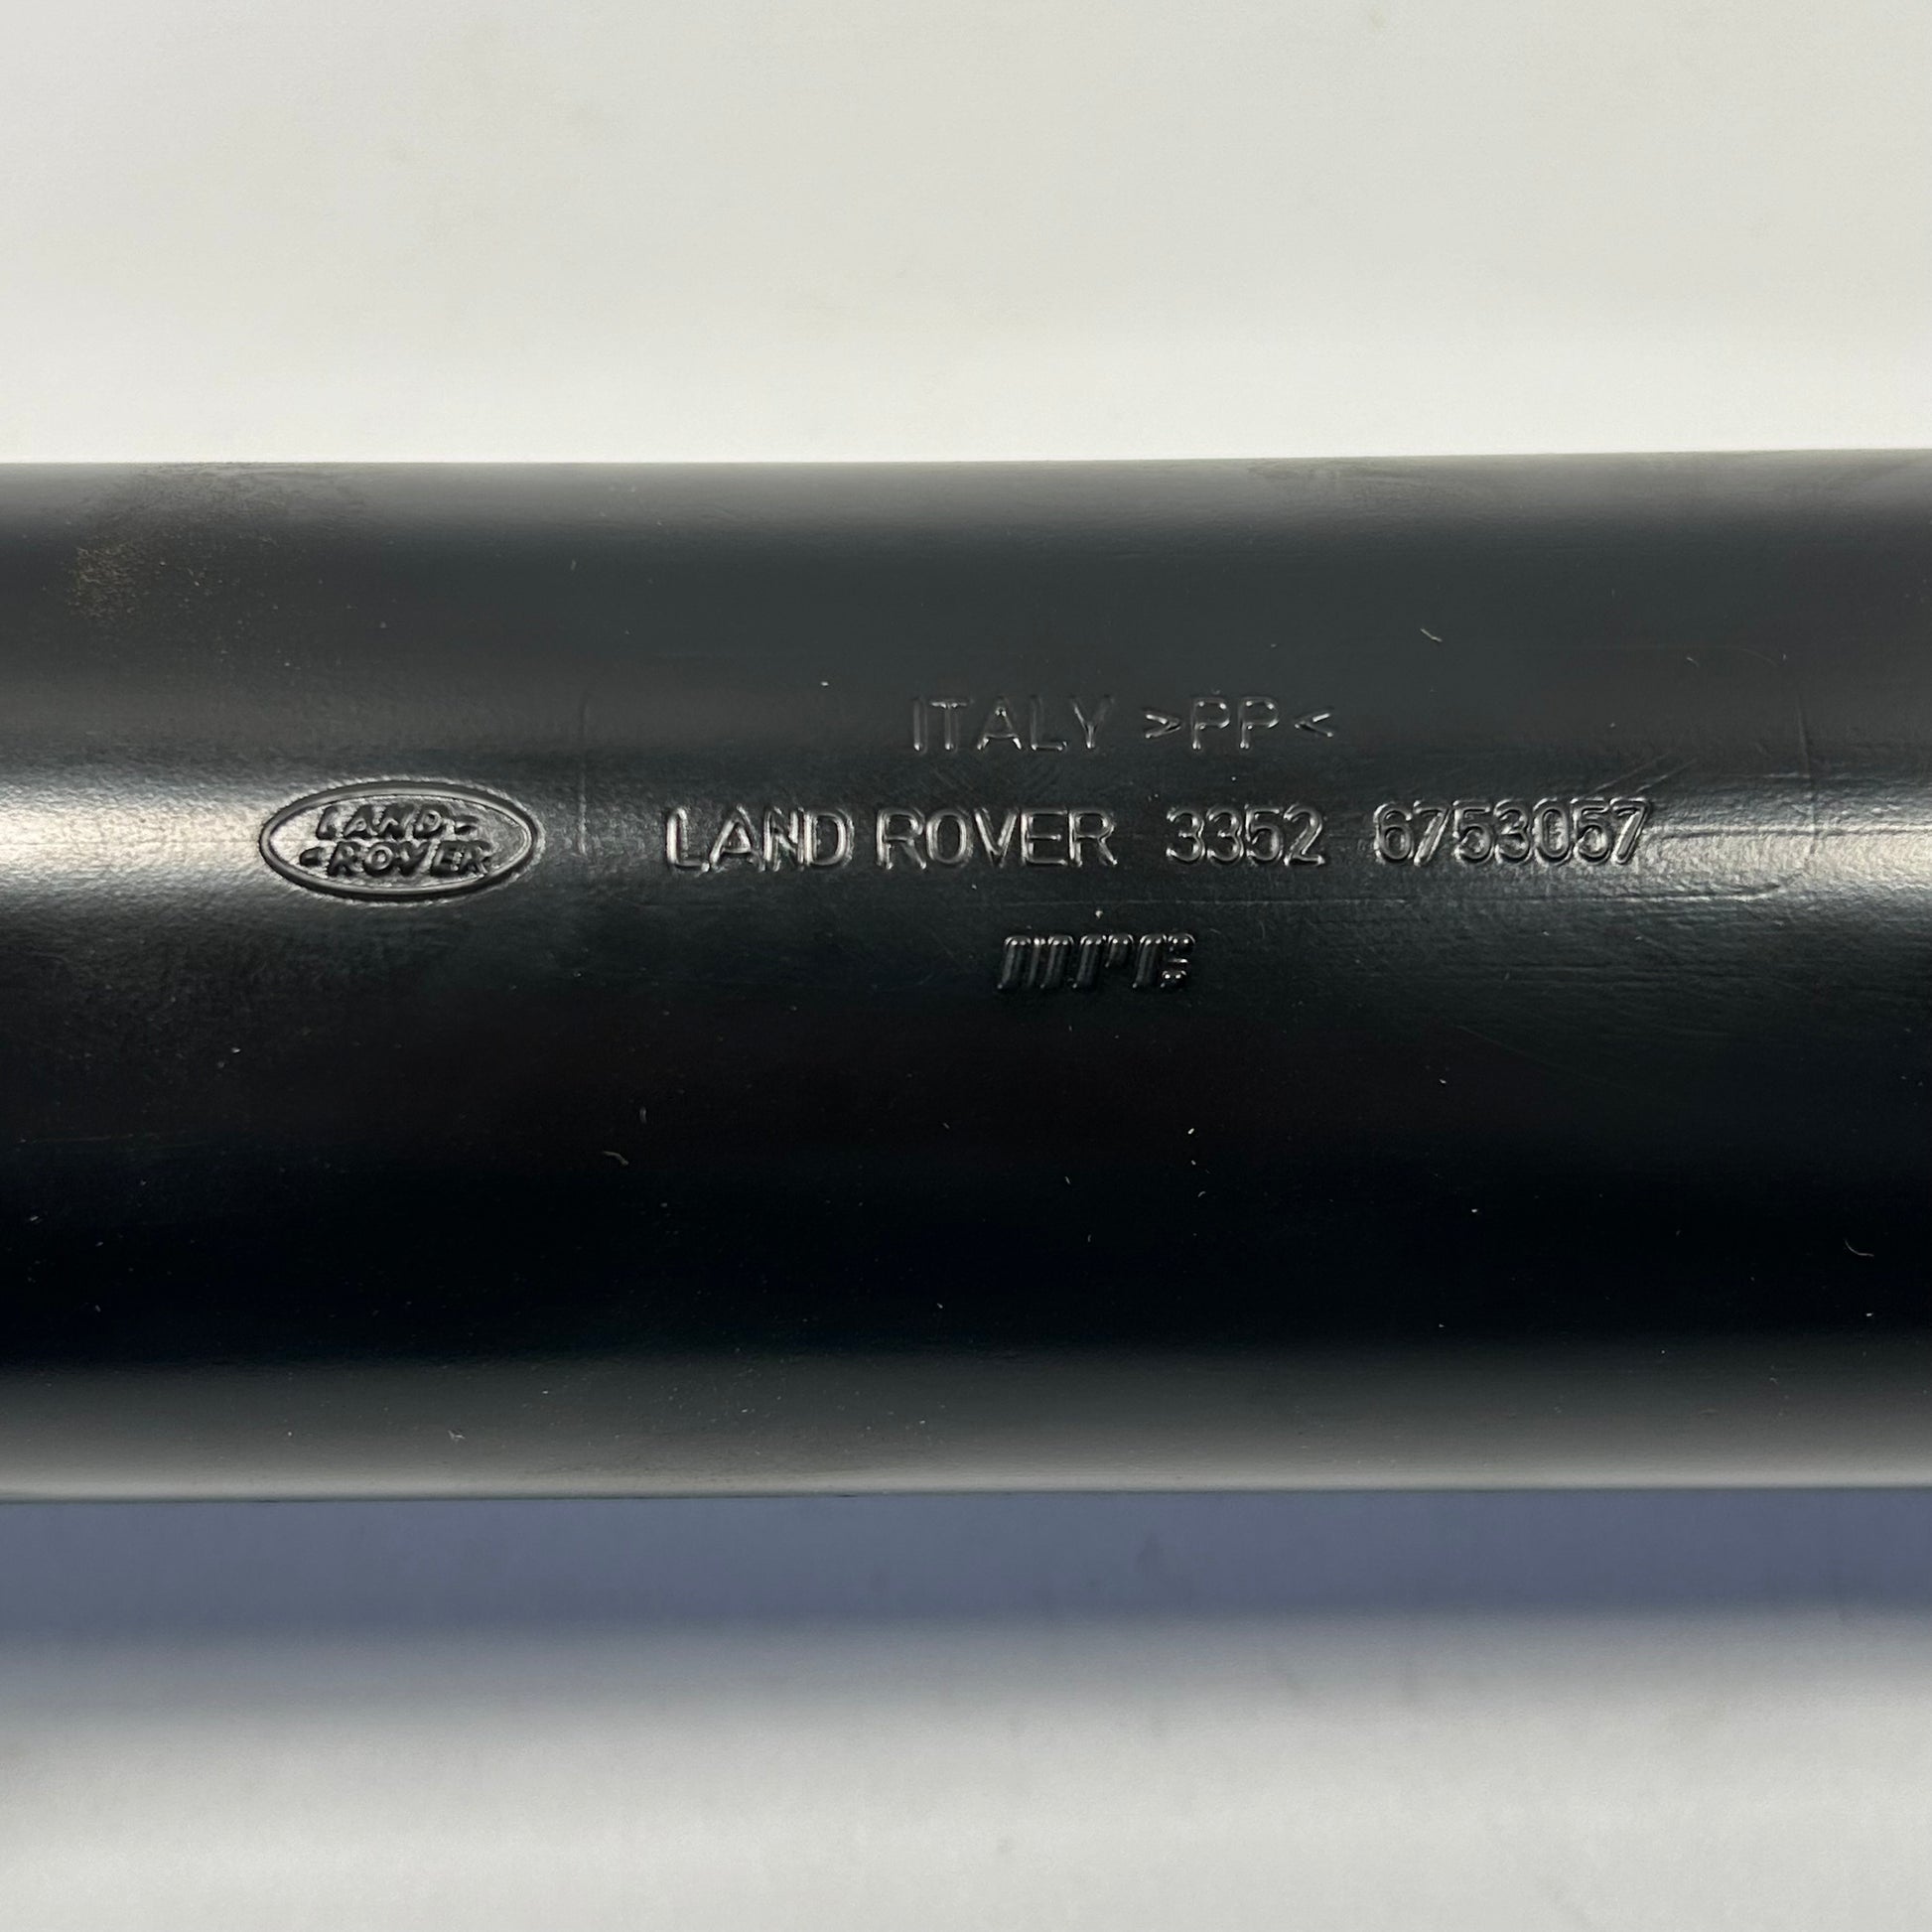 ITALY >PP<
LAND-
-ROVER
LAND ROVER 3352 6753057